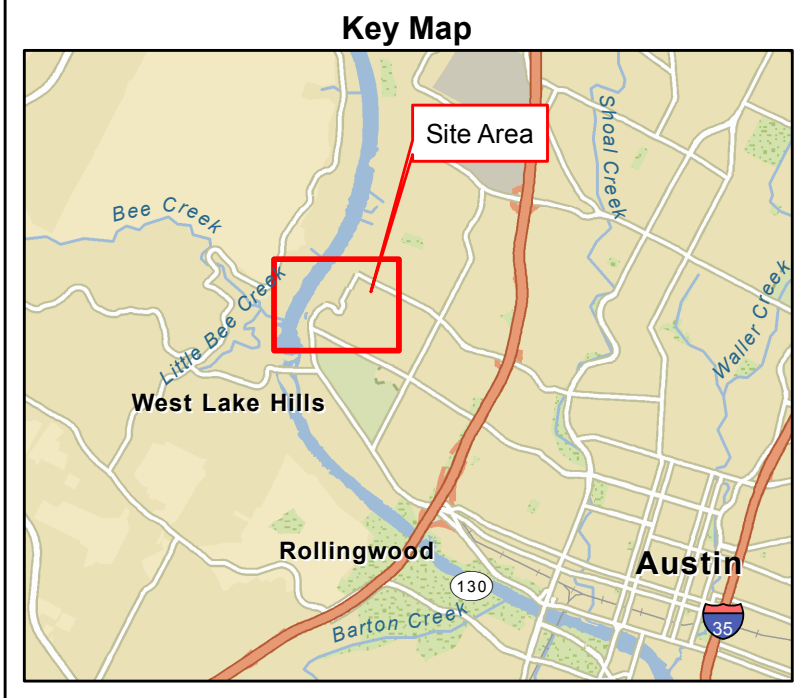 Key Map
Site Area
Shoal Creek
Bee Creek
Little Bee Creek
Waller Creek
West Lake Hills
Rollingwood
Austin
130
Barton Creek
35